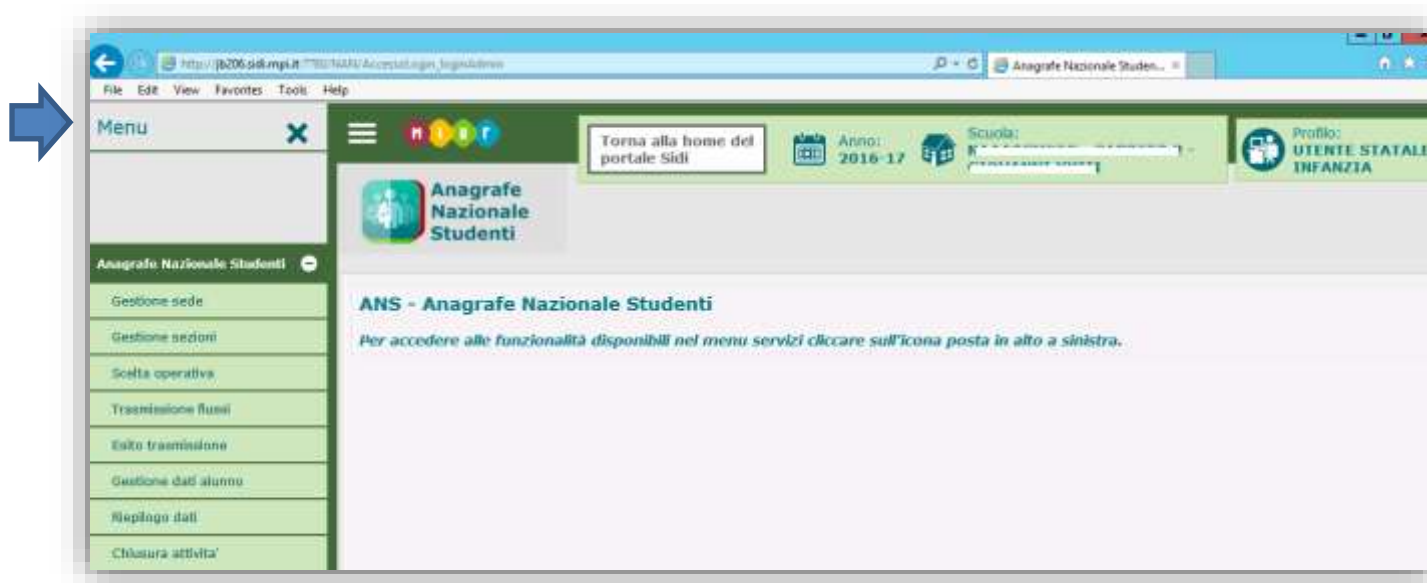 Anagrafe Nazionale Studen...
File Edit View Favorites Tools Help
Menu
MIUR
Torna alla home del
portale Sidi
Anno:
2016-17
Scuola:
Profilo:
UTENTE STATALE
INFANZIA
Anagrafe
Nazionale
Studenti
Anagrafe Nazionale Studenti
Gestione sede
Gestione sezioni
Scelta operativa
Trasmissione flussi
Esito trasmissione
Gestione dati alunno
Riepilogo dati
Chiusura attivita'
ANS - Anagrafe Nazionale Studenti
Per accedere alle funzionalità disponibili nel menu servizi cliccare sull'icona posta in alto a sinistra.